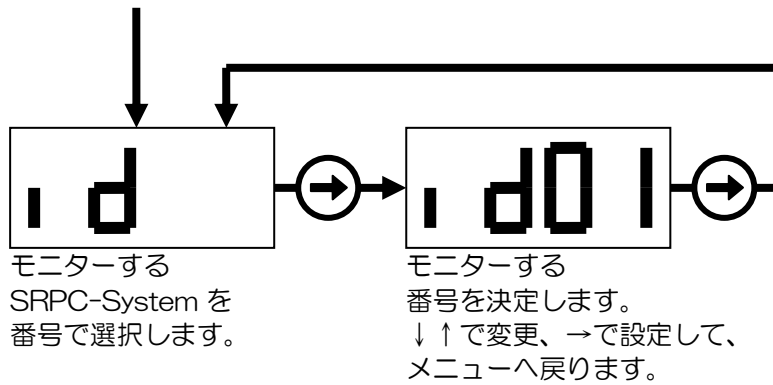 id
モニターする
SRPC-System を
番号で選択します。
→
id01
モニターする
番号を決定します。
↓↑で変更、→で設定して、
メニューへ戻ります。
→